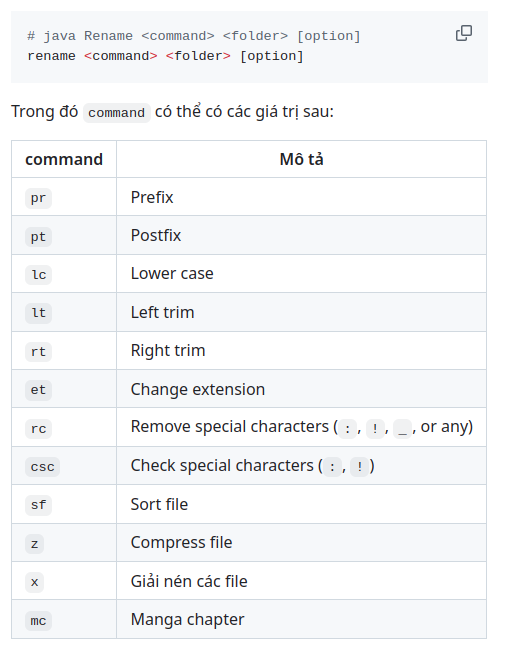 # java Rename <command> <folder> [option]
rename <command> <folder> [option]
Trong đó command có thể có các giá trị sau:
command Mô tả
pr Prefix
pt Postfix
lc Lower case
lt Left trim
rt Right trim
et Change extension
rc Remove special characters ( : , ! , _ , or any)
csc Check special characters ( : , ! )
sf Sort file
z Compress file
x Giải nén các file
mc Manga chapter